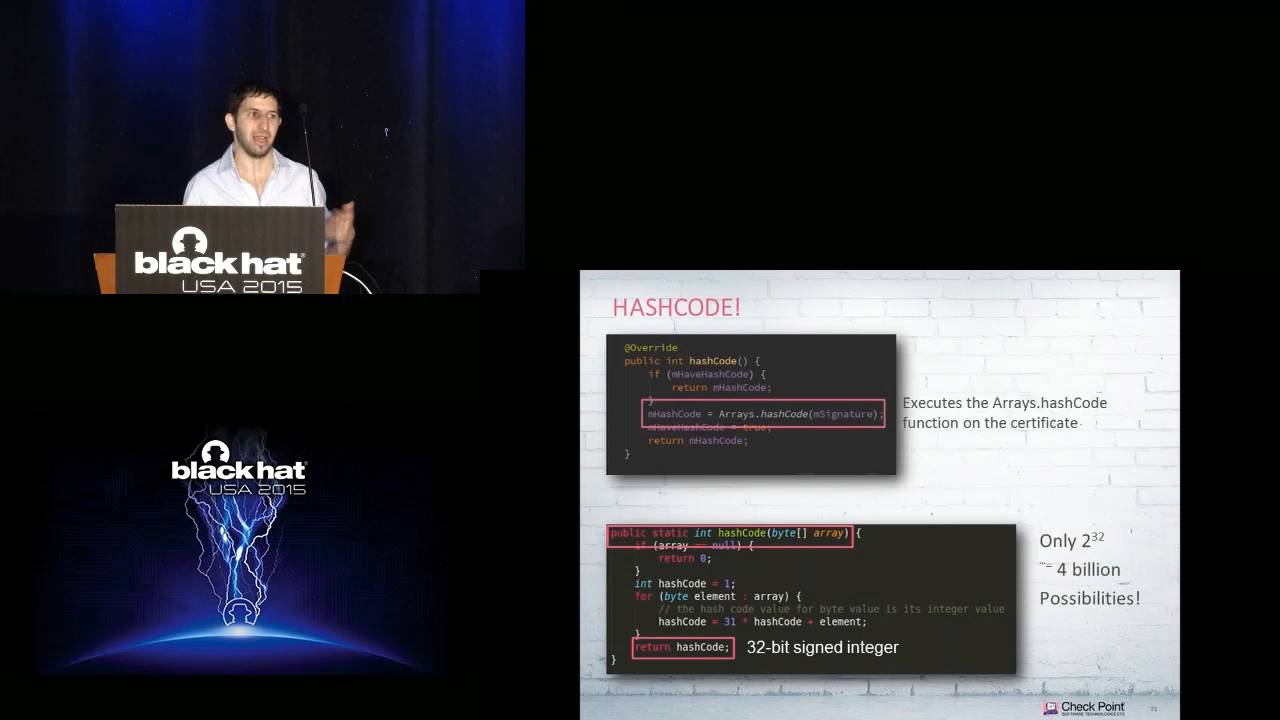 black hat
USA 2015
HASHCODE!
@Override
public int hashCode() {
if (mHaveHashCode) {
return mHashCode;
}
mHashCode = Arrays.hashCode(mSignature);
mHaveHashCode = true;
return mHashCode;
}
Executes the Arrays.hashCode
function on the certificate
black hat
USA 2015
public static int hashCode(byte[] array) {
if (array == null) {
return 0;
}
int hashCode = 1;
for (byte element : array) {
// the hash code value for byte value is its integer value
hashCode = 31 * hashCode + element;
}
return hashCode;
32-bit signed integer
}
Only 2³²
~= 4 billion
Possibilities!
Check Point
SOFTWARE TECHNOLOGIES LTD
21